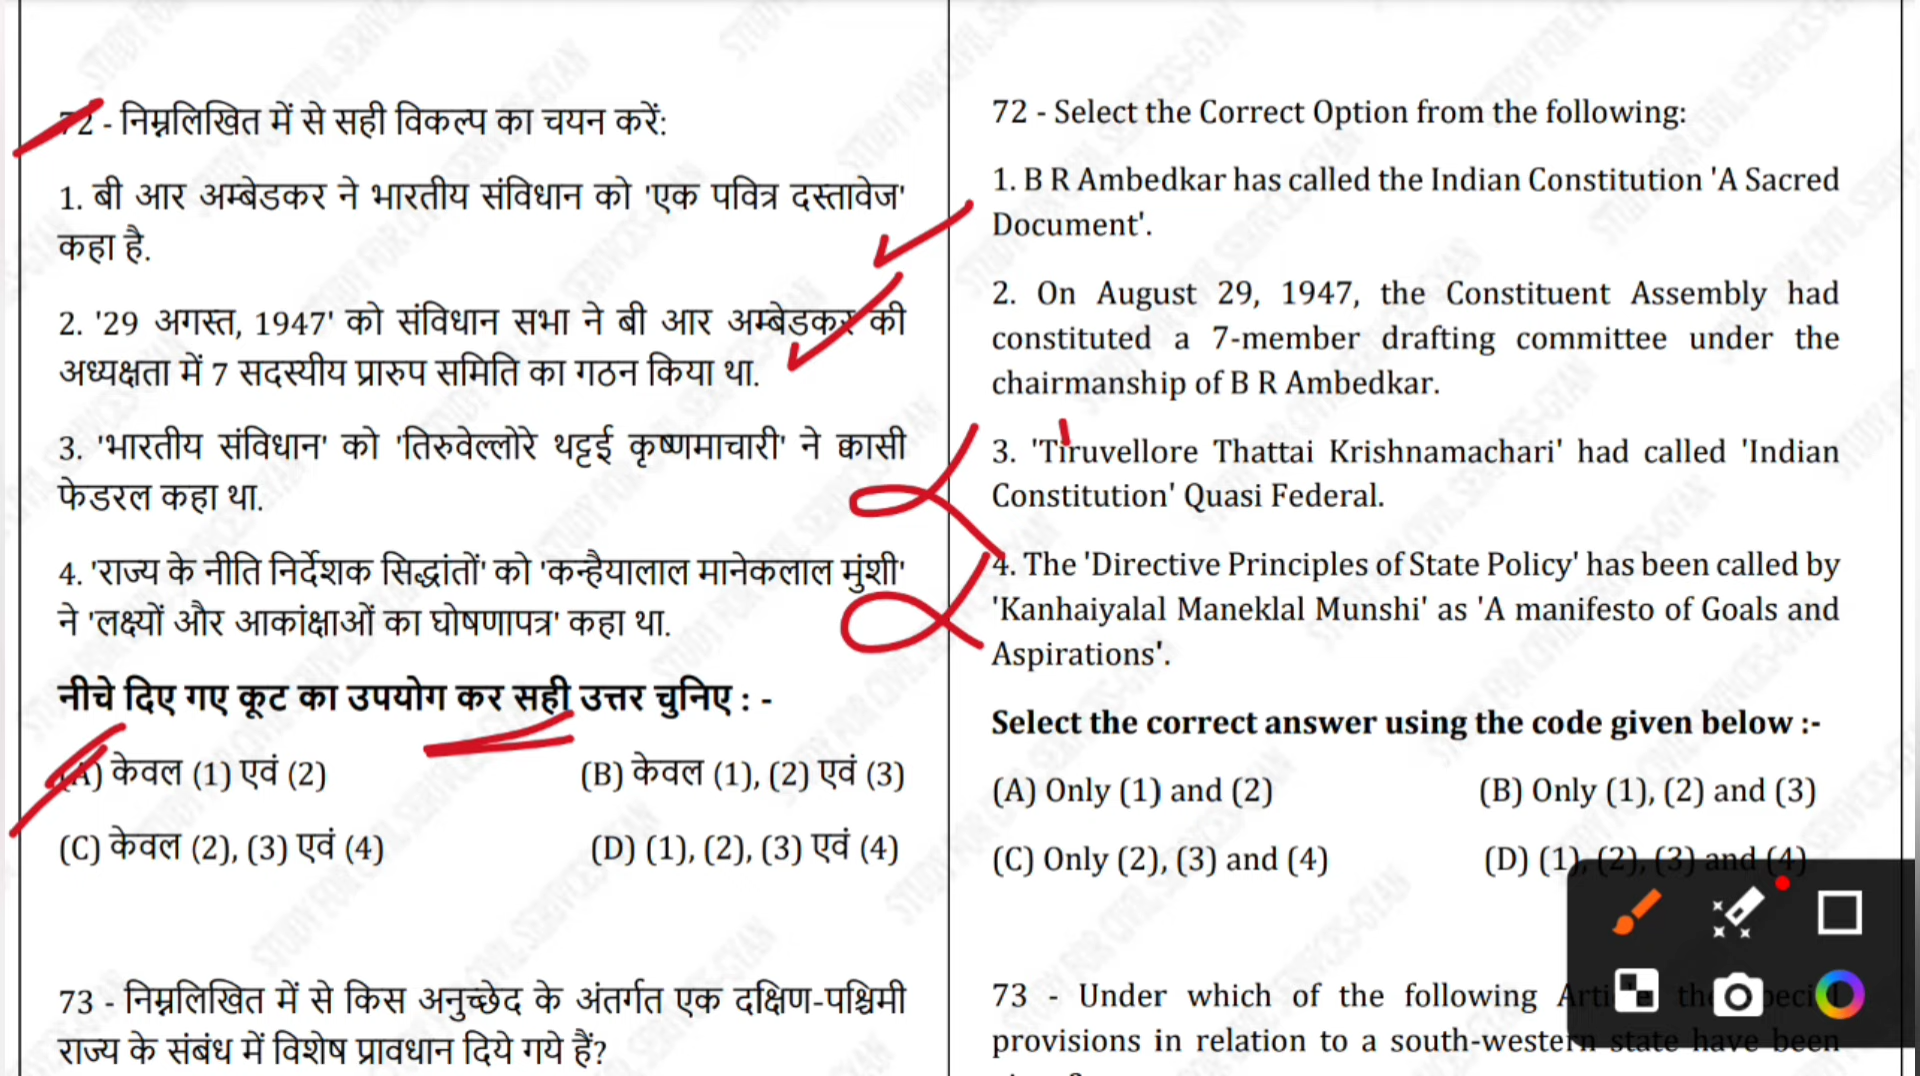 72 - निम्नलिखित में से सही विकल्प का चयन करें:
1. बी आर अम्बेडकर ने भारतीय संविधान को 'एक पवित्र दस्तावेज'
कहा है.
2. '29 अगस्त, 1947' को संविधान सभा ने बी आर अम्बेडकर की
अध्यक्षता में 7 सदस्यीय प्रारुप समिति का गठन किया था.
3. 'भारतीय संविधान' को 'तिरुवेल्लोरे थट्टई कृष्णमाचारी' ने क्वासी
फेडरल कहा था.
4. 'राज्य के नीति निर्देशक सिद्धांतों' को 'कन्हैयालाल मानेकलाल मुंशी'
ने 'लक्ष्यों और आकांक्षाओं का घोषणापत्र' कहा था.
नीचे दिए गए कूट का उपयोग कर सही उत्तर चुनिए : -
(A) केवल (1) एवं (2) (B) केवल (1), (2) एवं (3)
(C) केवल (2), (3) एवं (4) (D) (1), (2), (3) एवं (4)
73 - निम्नलिखित में से किस अनुच्छेद के अंतर्गत एक दक्षिण-पश्चिमी
राज्य के संबंध में विशेष प्रावधान दिये गये हैं?
72 - Select the Correct Option from the following:
1. B R Ambedkar has called the Indian Constitution 'A Sacred
Document'.
2. On August 29, 1947, the Constituent Assembly had
constituted a 7-member drafting committee under the
chairmanship of B R Ambedkar.
3. 'Tiruvellore Thattai Krishnamachari' had called 'Indian
Constitution' Quasi Federal.
4. The 'Directive Principles of State Policy' has been called by
'Kanhaiyalal Maneklal Munshi' as 'A manifesto of Goals and
Aspirations'.
Select the correct answer using the code given below :-
(A) Only (1) and (2) (B) Only (1), (2) and (3)
(C) Only (2), (3) and (4) (D) (1), (2), (3) and (4)
73 - Under which of the following
provisions in relation to a south-western state have been